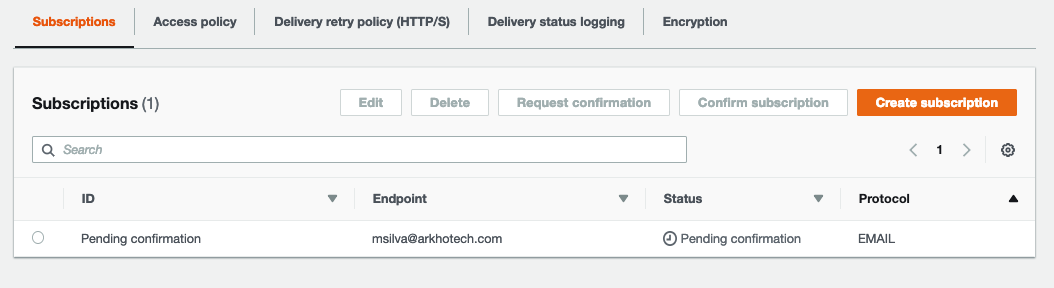 Subscriptions Access policy Delivery retry policy (HTTP/S) Delivery status logging Encryption
Subscriptions (1) Edit Delete Request confirmation Confirm subscription Create subscription
Search 1
ID Endpoint Status Protocol
Pending confirmation msilva@arkhotech.com Pending confirmation EMAIL